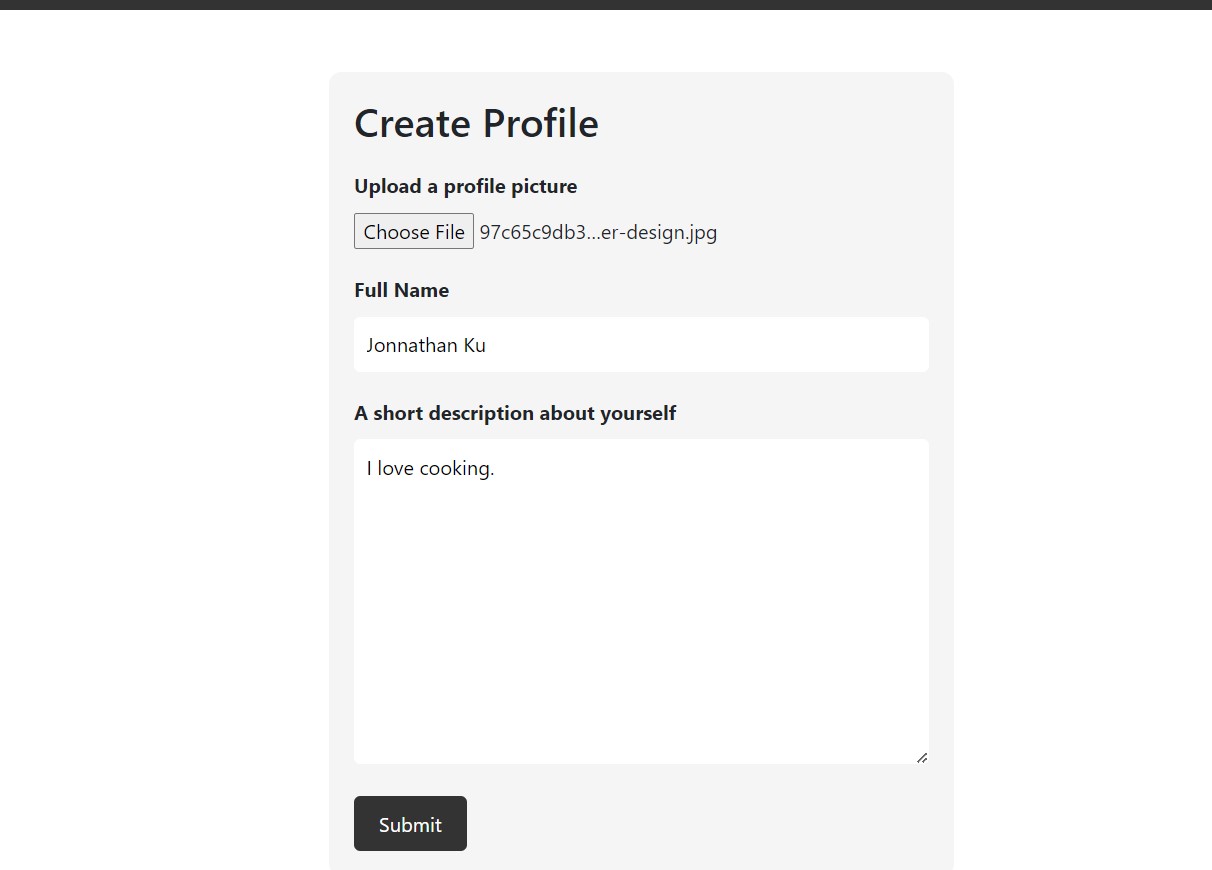 Create Profile
Upload a profile picture
Choose File 97c65c9db3...er-design.jpg
Full Name
Jonnathan Ku
A short description about yourself
I love cooking.
Submit